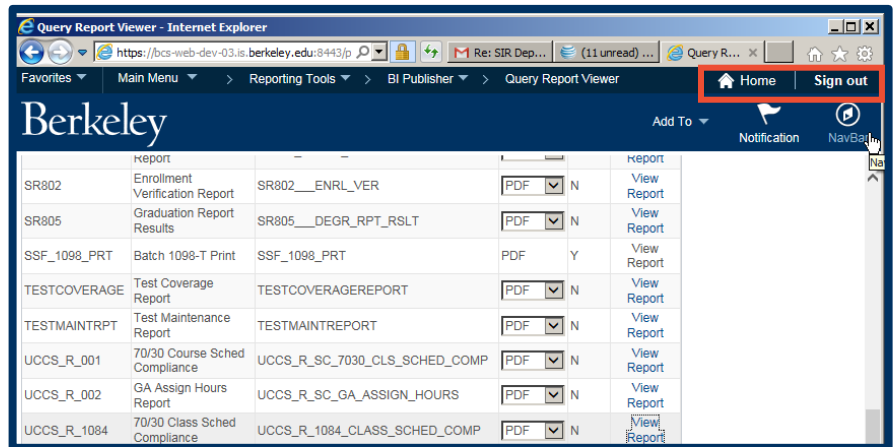 Query Report Viewer - Internet Explorer
https://bcs-web-dev-03.is.berkeley.edu:8443/p
Re: SIR Dep...
(11 unread) ...
Query R...
Favorites
Main Menu
>
Reporting Tools
>
BI Publisher
>
Query Report Viewer
Home
Sign out
Berkeley
Add To
Notification
NavBar
Report
Report
SR802
Enrollment
Verification Report
SR802___ENRL_VER
PDF
N
View
Report
SR805
Graduation Report
Results
SR805___DEGR_RPT_RSLT
PDF
N
View
Report
SSF_1098_PRT
Batch 1098-T Print
SSF_1098_PRT
PDF
Y
View
Report
TESTCOVERAGE
Test Coverage
Report
TESTCOVERAGEREPORT
PDF
N
View
Report
TESTMAINTRPT
Test Maintenance
Report
TESTMAINTREPORT
PDF
N
View
Report
UCCS_R_001
70/30 Course Sched
Compliance
UCCS_R_SC_7030_CLS_SCHED_COMP
PDF
N
View
Report
UCCS_R_002
GA Assign Hours
Report
UCCS_R_SC_GA_ASSIGN_HOURS
PDF
N
View
Report
UCCS_R_1084
70/30 Class Sched
Compliance
UCCS_R_1084_CLASS_SCHED_COMP
PDF
N
View
Report